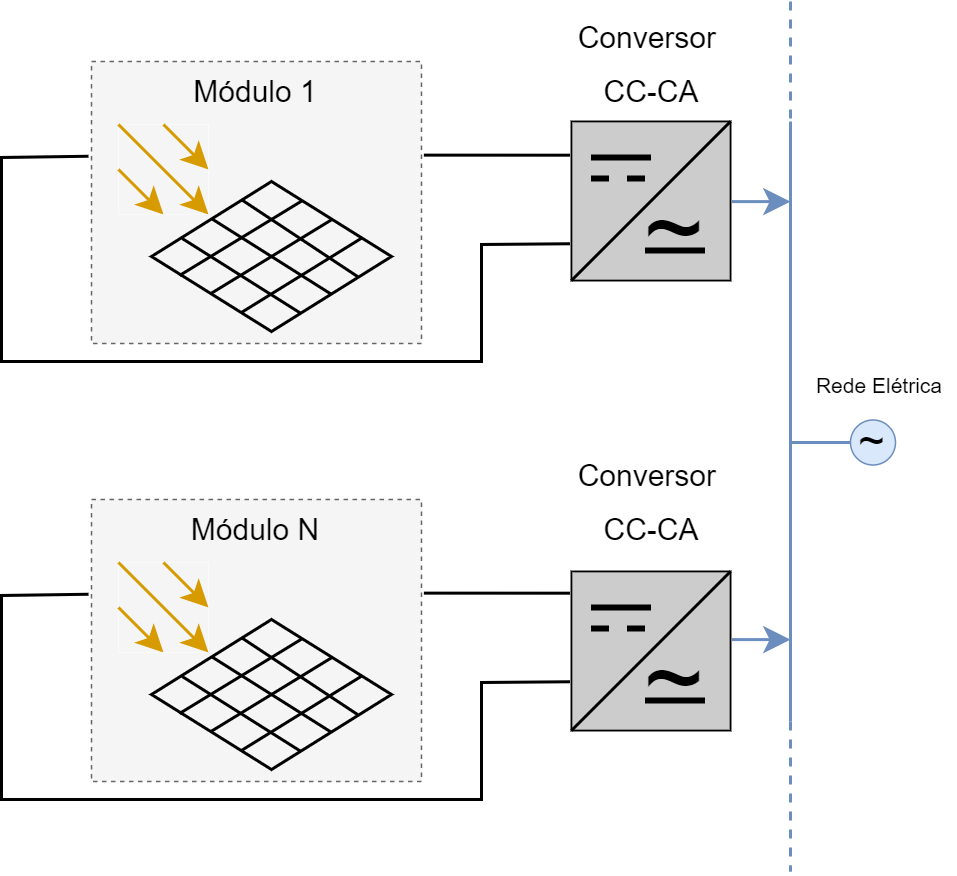 Conversor
CC-CA
Módulo 1
Rede Elétrica
~
Conversor
CC-CA
Módulo N